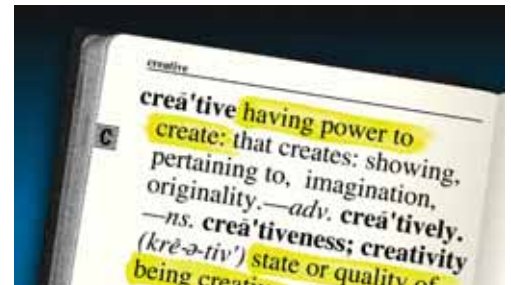 creative
creā'tive having power to
create: that creates: showing,
C
pertaining to, imagination,
originality.—adv. creā'tively.
—ns. creā'tiveness; creativity
(krē-ə-tiv') state or quality of
being